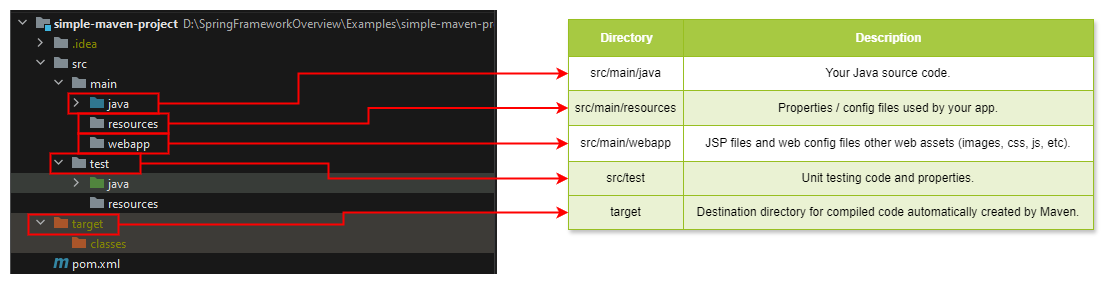 simple-maven-project D:\SpringFrameworkOverview\Examples\simple-maven-pr
.idea
src
main
java
resources
webapp
test
java
resources
target
classes
pom.xml
Directory Description
src/main/java Your Java source code.
src/main/resources Properties / config files used by your app.
src/main/webapp JSP files and web config files other web assets (images, css, js, etc).
src/test Unit testing code and properties.
target Destination directory for compiled code automatically created by Maven.